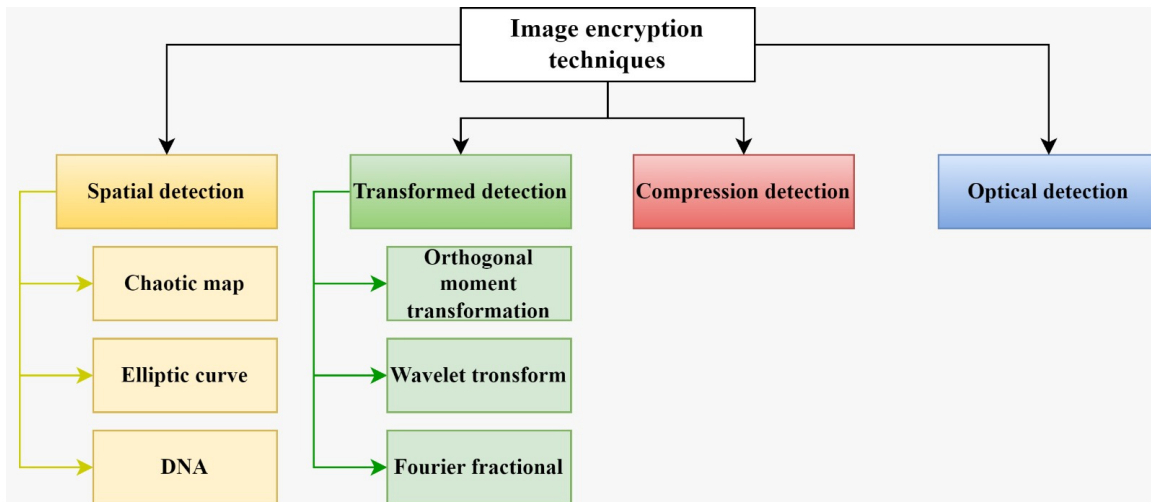 Image encryption
techniques
Spatial detection
Transformed detection
Compression detection
Optical detection
Chaotic map
Orthogonal
moment
transformation
Elliptic curve
Wavelet tronsform
DNA
Fourier fractional